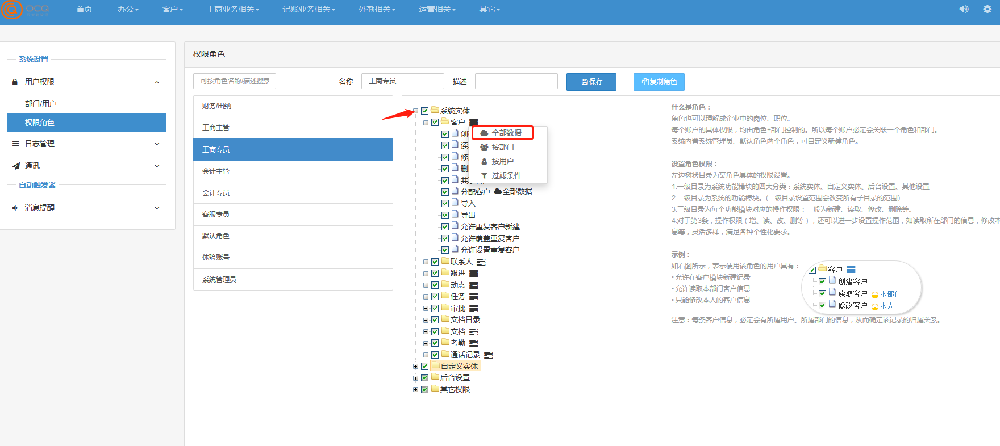 OCQ
首页 办公 客户 工商业务相关 记账业务相关 外勤相关 运营相关 其它
系统设置
用户权限
部门/用户
权限角色
日志管理
通讯
自动触发器
消息提醒
权限角色
可按角色名称/描述搜索 名称 工商专员 描述 保存 复制角色
财务/出纳
工商主管
工商专员
会计主管
会计专员
客服专员
默认角色
体验账号
系统管理员
系统实体
客户
创
全部数据
读
按部门
修
按用户
删
过滤条件
分配客户 全部数据
导入
导出
允许重复客户新建
允许覆盖重复客户
允许设置重复客户
联系人
跟进
动态
任务
审批
文档目录
文档
考勤
通话记录
自定义实体
后台设置
其它权限
什么是角色：
角色也可以理解成企业中的岗位、职位。
每个账户的具体权限，均由角色+部门控制的。所以每个账户必定会关联一个角色和部门。
系统内置系统管理员、默认角色两个角色，可自定义新建角色。
设置角色权限：
左边树状目录为某角色具体的权限设置。
1.一级目录为系统功能模块的四大分类：系统实体、自定义实体、后台设置、其他设置
2.二级目录为系统的功能模块。(二级目录设置范围会改变所有子目录的范围)
3.三级目录为每个功能模块对应的操作权限：一般为新建、读取、修改、删除等。
4.对于第3条，操作权限（增、读、改、删等），还可以进一步设置操作范围，如读取所在部门的信息，修改本
息等，灵活多样，满足各种个性化要求。
示例：
如右图所示，表示使用该角色的用户具有：
• 允许在客户模块新建记录
• 允许读取本部门客户信息
• 只能修改本人的客户信息
客户
创建客户
读取客户 本部门
修改客户 本人
注意：每条客户信息，必定会有所属用户、所属部门的信息，从而确定该记录的归属关系。